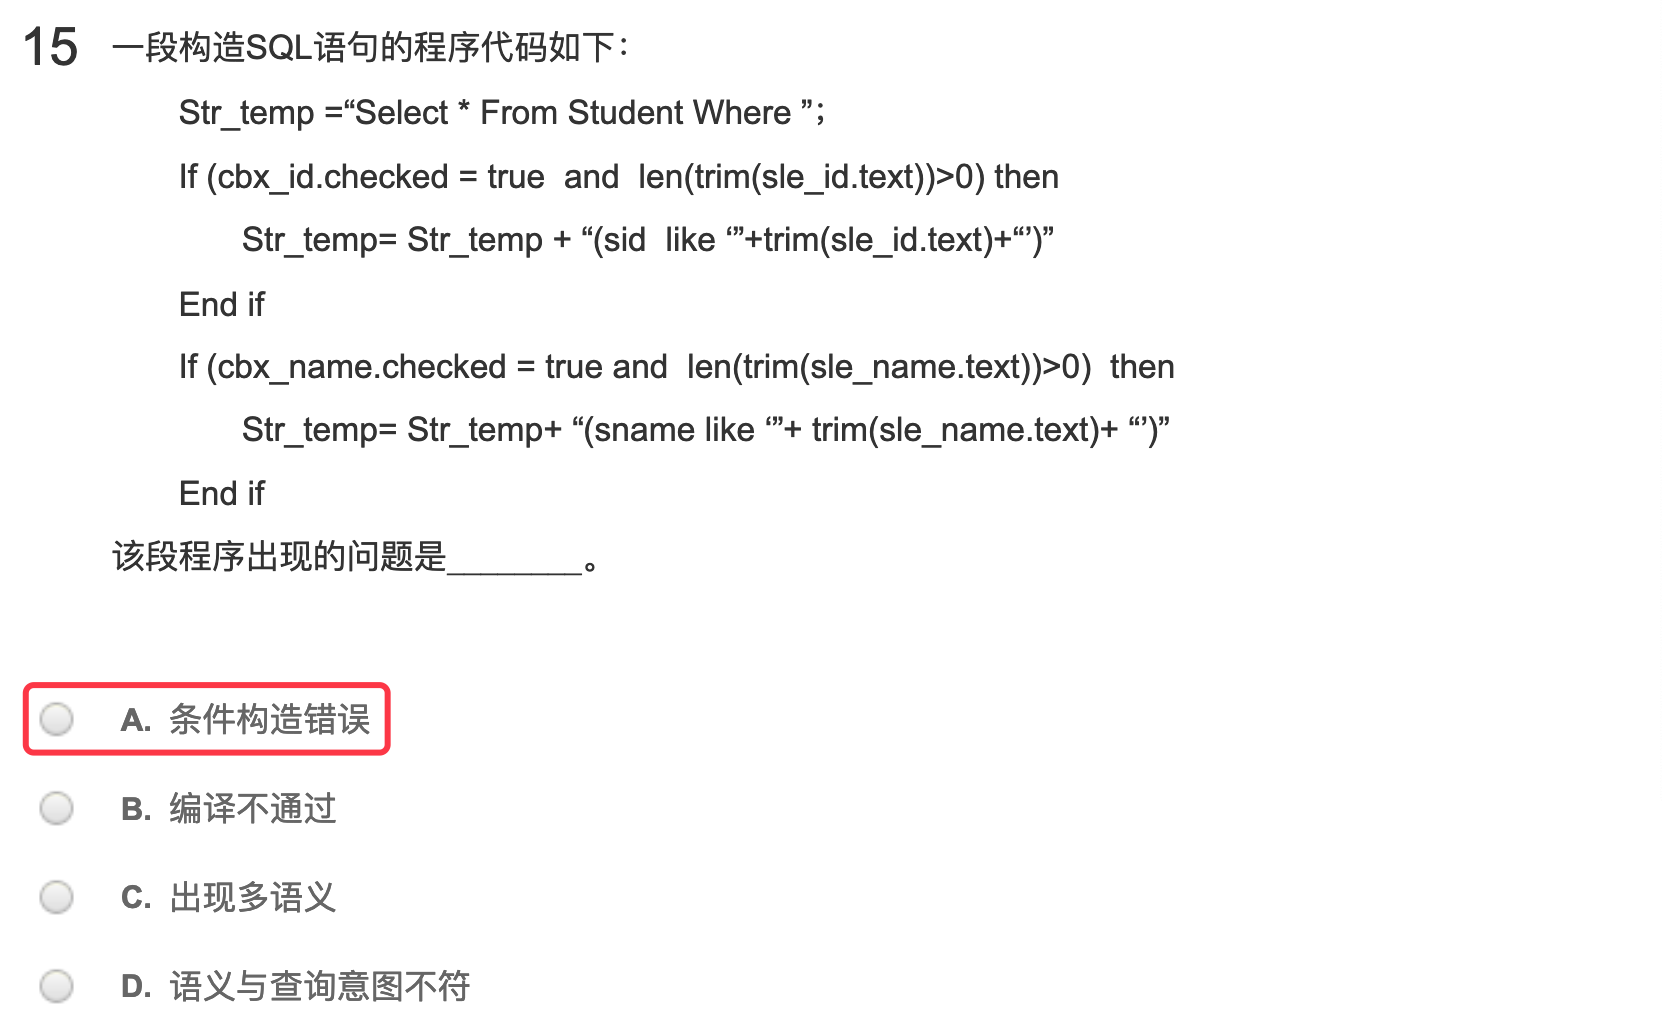 15 一段构造SQL语句的程序代码如下：
Str_temp =“Select * From Student Where ”；
If (cbx_id.checked = true  and  len(trim(sle_id.text))>0) then
Str_temp= Str_temp + “(sid  like ‘”+trim(sle_id.text)+“’)”
End if
If (cbx_name.checked = true and  len(trim(sle_name.text))>0)  then
Str_temp= Str_temp+ “(sname like ‘”+ trim(sle_name.text)+ “’)”
End if
该段程序出现的问题是________。
A. 条件构造错误
B. 编译不通过
C. 出现多语义
D. 语义与查询意图不符